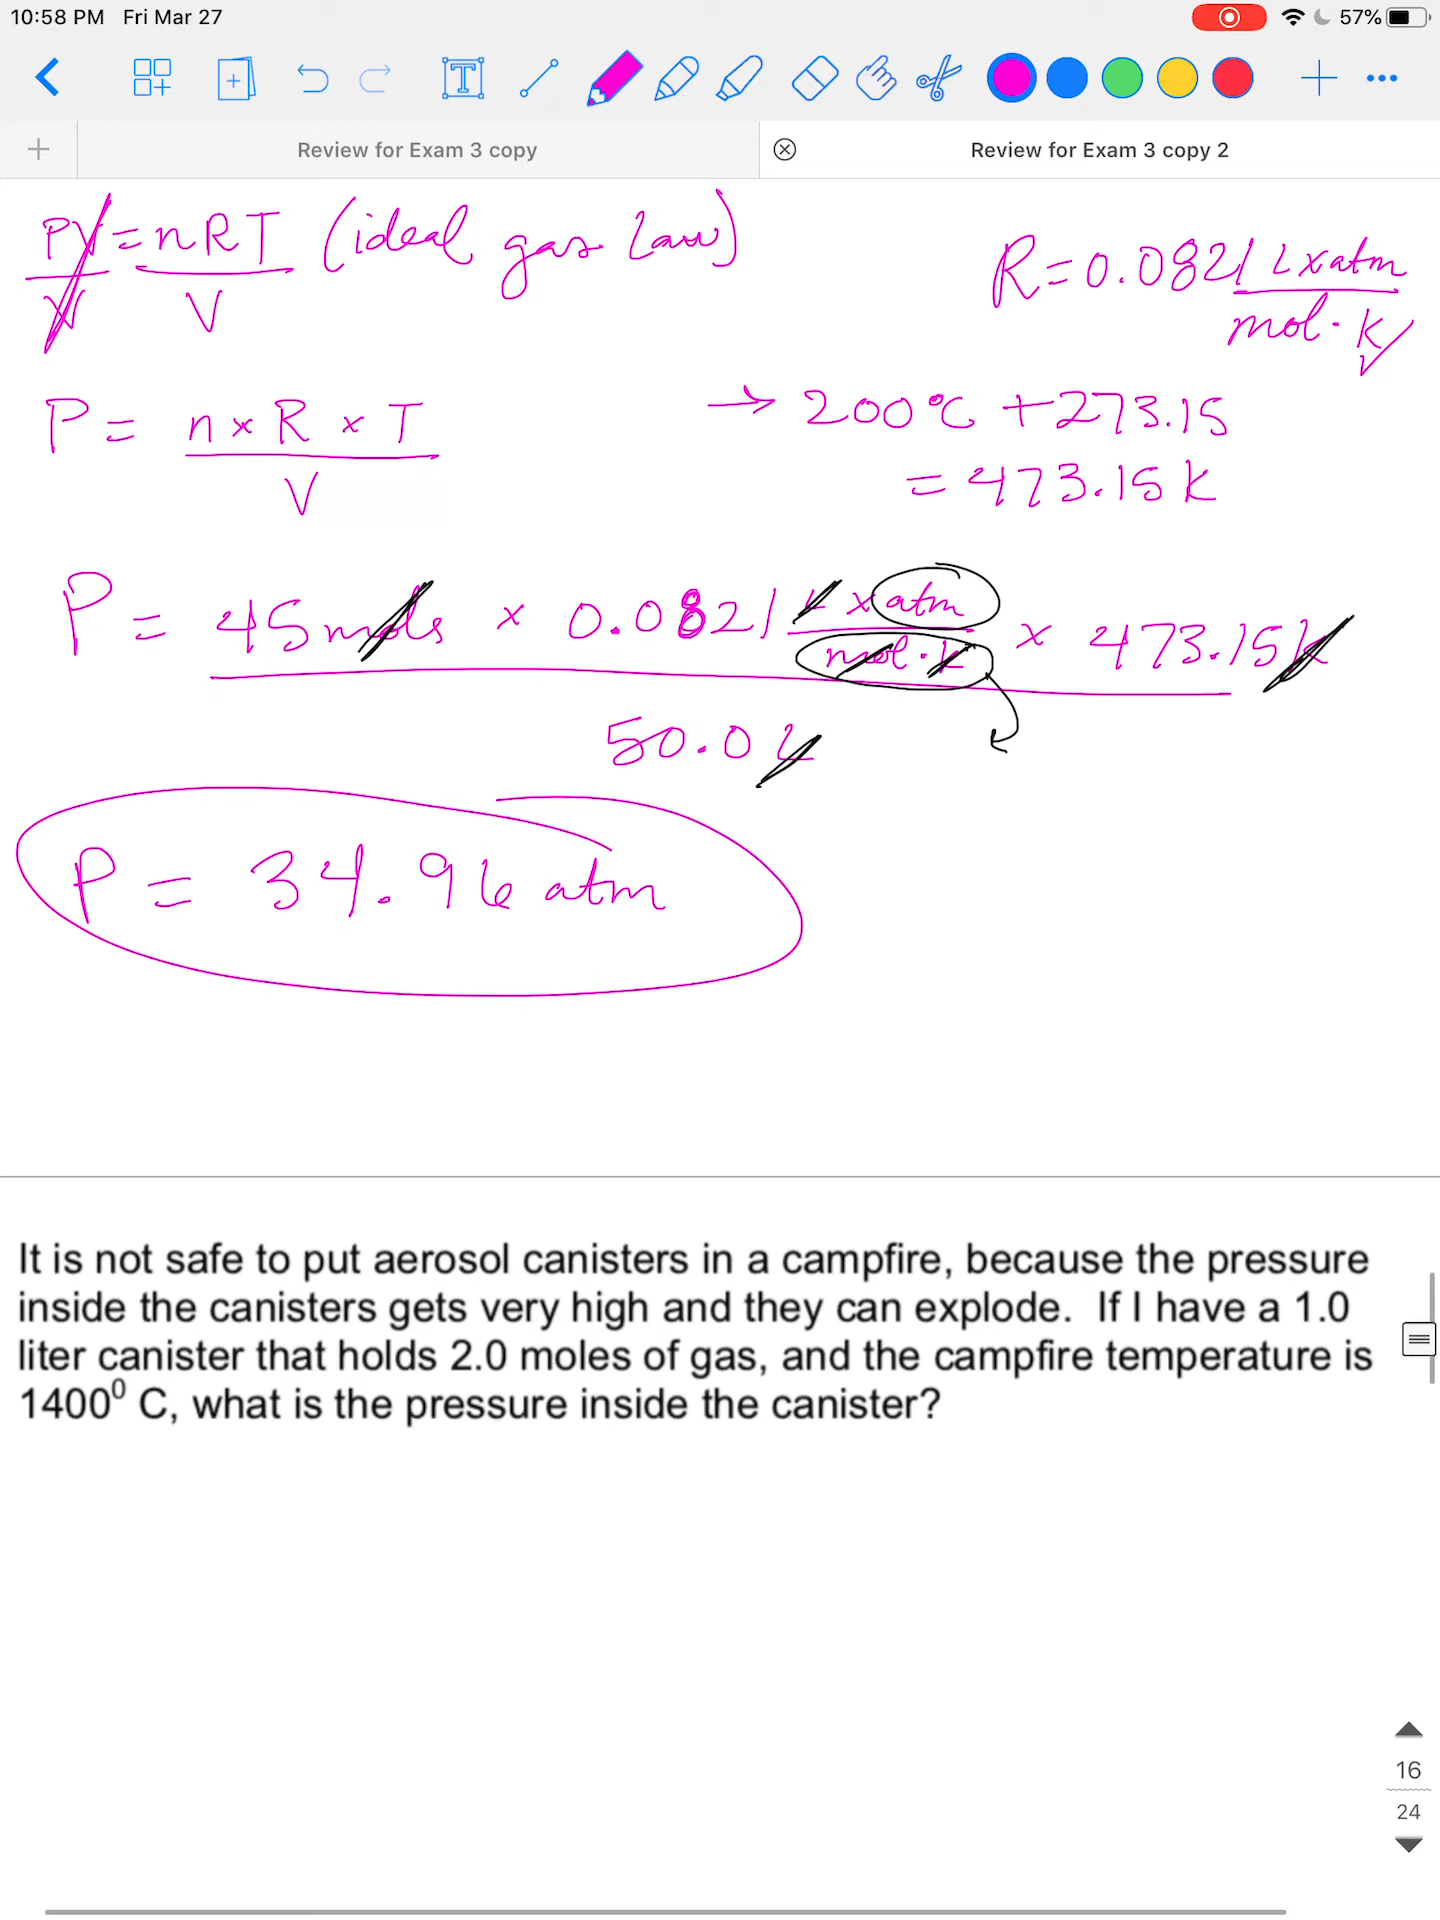 10:58 PM Fri Mar 27
57%
Review for Exam 3 copy
Review for Exam 3 copy 2
PV = nRT (ideal gas Law)
V V
R = 0.0821 L x atm
mol · K
P = n x R x T
V
→ 200°C + 273.15
= 473.15 K
P = 45 mols x 0.0821 L x atm x 473.15 K
mol · K
50.0 L
P = 34.96 atm
It is not safe to put aerosol canisters in a campfire, because the pressure
inside the canisters gets very high and they can explode. If I have a 1.0
liter canister that holds 2.0 moles of gas, and the campfire temperature is
1400⁰ C, what is the pressure inside the canister?
16
24